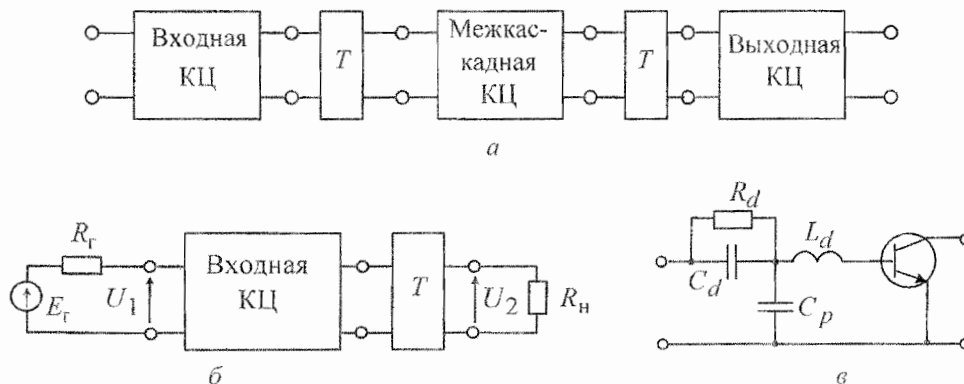 Входная
КЦ
T
Межкас-
кадная
КЦ
T
Выходная
КЦ
а
Rг
Eг
U1
Входная
КЦ
T
U2
Rн
б
Rd
Cd
Ld
Cp
в